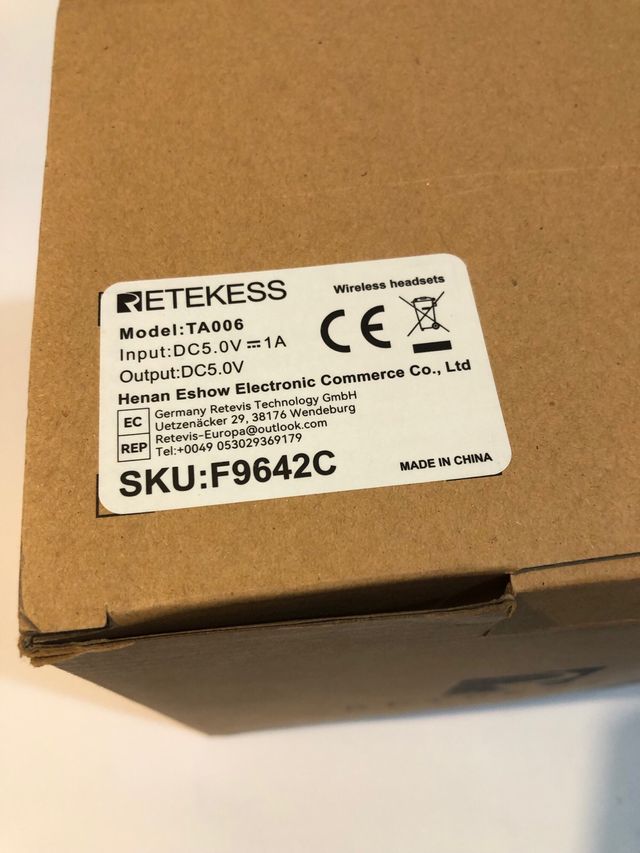 RETEKESS
Wireless headsets
Model:TA006
Input:DC5.0V⎓1A
Output:DC5.0V
CE
Henan Eshow Electronic Commerce Co., Ltd
EC REP
Germany Retevis Technology GmbH
Uetzenäcker 29, 38176 Wendeburg
Retevis-Europa@outlook.com
Tel:+0049 053029369179
SKU:F9642C
MADE IN CHINA